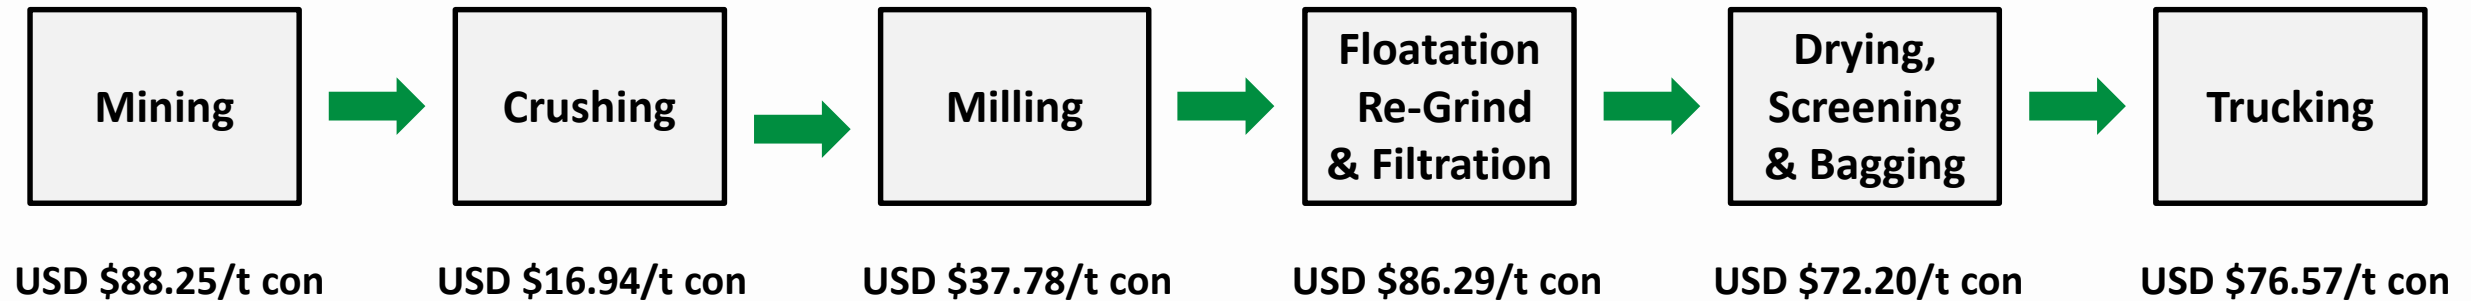 Mining
Crushing
Milling
Floatation
Re-Grind
& Filtration
Drying,
Screening
& Bagging
Trucking
USD $88.25/t con
USD $16.94/t con
USD $37.78/t con
USD $86.29/t con
USD $72.20/t con
USD $76.57/t con